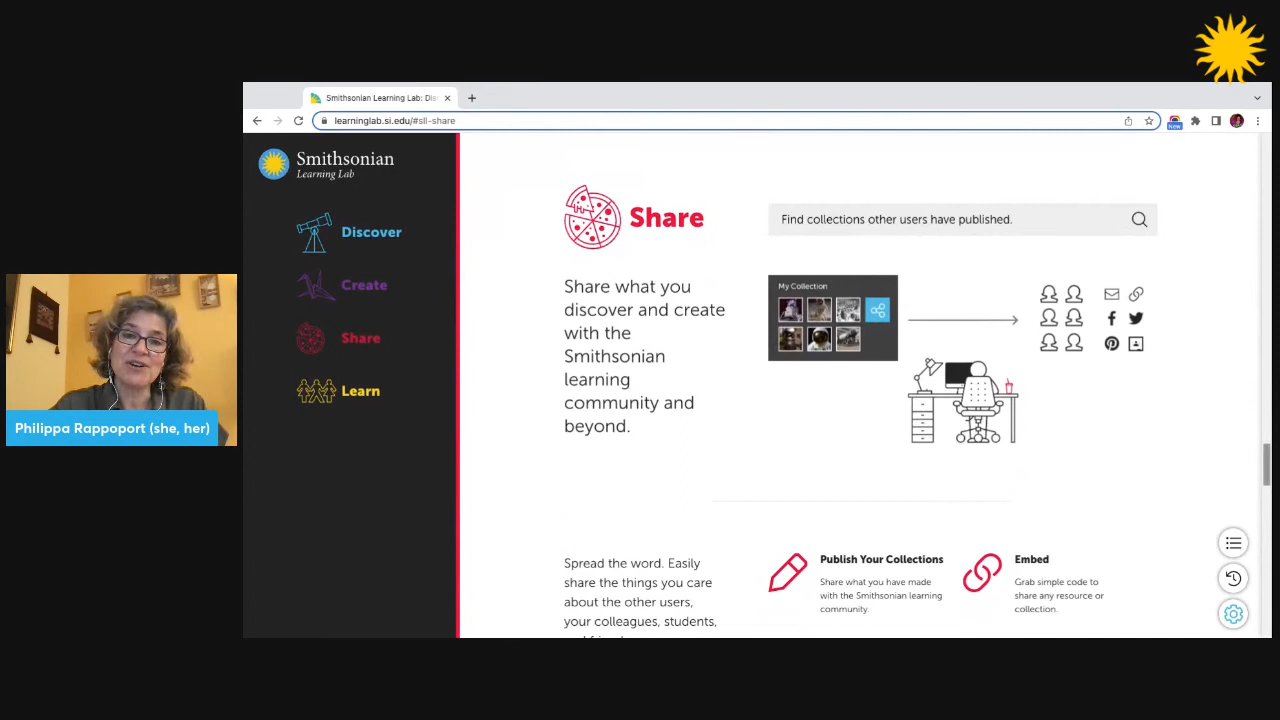 Smithsonian Learning Lab: Dis
learninglab.si.edu/#sll-share
New
Smithsonian
Learning Lab
Discover
Create
Share
Learn
Philippa Rappoport (she, her)
Share
Find collections other users have published.
Share what you
discover and create
with the
Smithsonian
learning
community and
beyond.
My Collection
Spread the word. Easily
share the things you care
about the other users,
your colleagues, students,
Publish Your Collections
Share what you have made
with the Smithsonian learning
community.
Embed
Grab simple code to
share any resource or
collection.